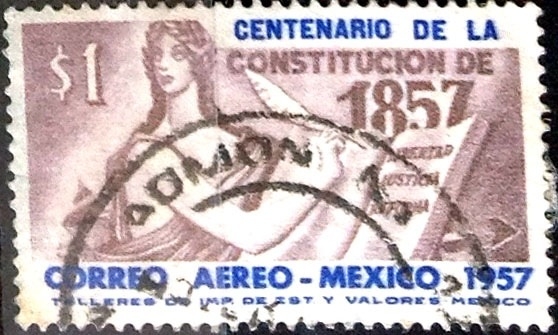 CENTENARIO DE LA
$1
CONSTITUCION DE
1857
LIBERTAD
JUSTICIA
ADMON
CORREO AEREO - MEXICO 1957
TALLERES DE IMP. DE EST Y VALORES MEXICO